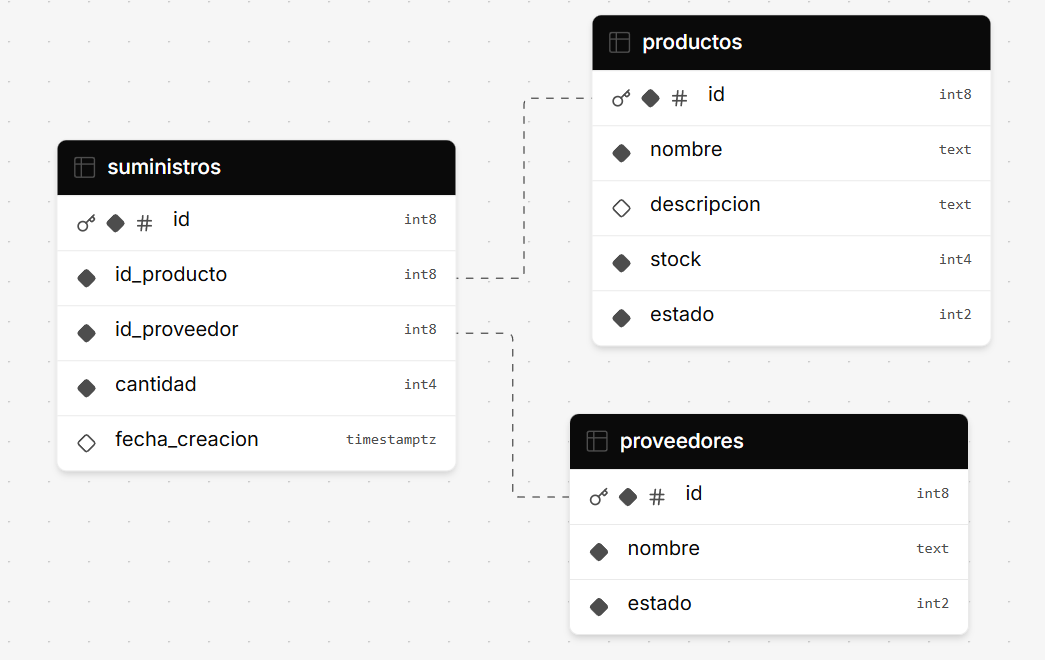 suministros
# id int8
id_producto int8
id_proveedor int8
cantidad int4
fecha_creacion timestamptz
productos
# id int8
nombre text
descripcion text
stock int4
estado int2
proveedores
# id int8
nombre text
estado int2